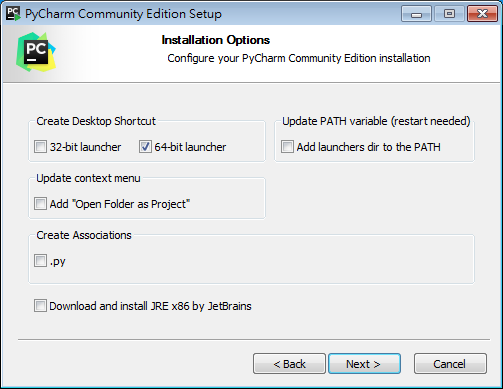 PC PyCharm Community Edition Setup
PC
Installation Options
Configure your PyCharm Community Edition installation
Create Desktop Shortcut
32-bit launcher
64-bit launcher
Update PATH variable (restart needed)
Add launchers dir to the PATH
Update context menu
Add "Open Folder as Project"
Create Associations
.py
Download and install JRE x86 by JetBrains
< Back
Next >
Cancel